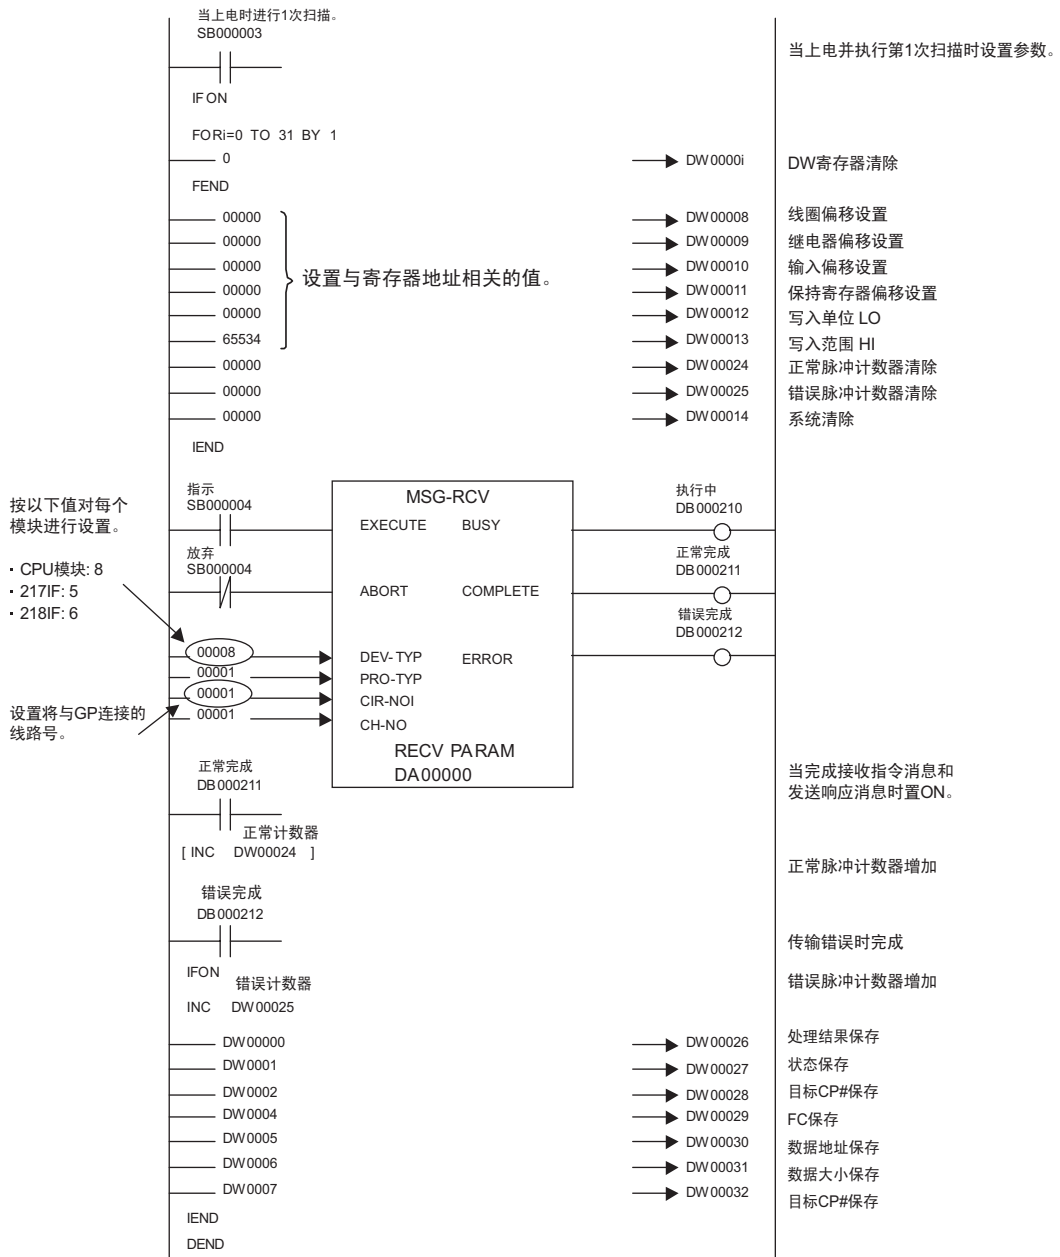 当上电时进行1次扫描。
SB000003
当上电并执行第1次扫描时设置参数。
IFON
FORi=0 TO 31 BY 1
0 DW0000i DW寄存器清除
FEND
00000 DW00008 线圈偏移设置
00000 DW00009 继电器偏移设置
00000 DW00010 输入偏移设置
设置与寄存器地址相关的值。
00000 DW00011 保持寄存器偏移设置
00000 DW00012 写入单位 LO
65534 DW00013 写入范围 HI
00000 DW00024 正常脉冲计数器清除
00000 DW00025 错误脉冲计数器清除
00000 DW00014 系统清除
IEND
按以下值对每个
模块进行设置。
· CPU模块: 8
· 217IF: 5
· 218IF: 6
设置将与GP连接的
线路号。
指示
SB000004
放弃
SB000004
00008
00001
00001
00001
MSG-RCV
EXECUTE BUSY
ABORT COMPLETE
DEV-TYP ERROR
PRO-TYP
CIR-NOI
CH-NO
RECV PARAM
DA00000
执行中
DB000210
正常完成
DB000211
错误完成
DB000212
正常完成
DB000211
当完成接收指令消息和
发送响应消息时置ON。
正常计数器
[ INC DW00024 ]
正常脉冲计数器增加
错误完成
DB000212
传输错误时完成
IFON
错误计数器
错误脉冲计数器增加
INC DW00025
DW00000 DW00026 处理结果保存
DW0001 DW00027 状态保存
DW0002 DW00028 目标CP#保存
DW0004 DW00029 FC保存
DW0005 DW00030 数据地址保存
DW0006 DW00031 数据大小保存
DW0007 DW00032 目标CP#保存
IEND
DEND